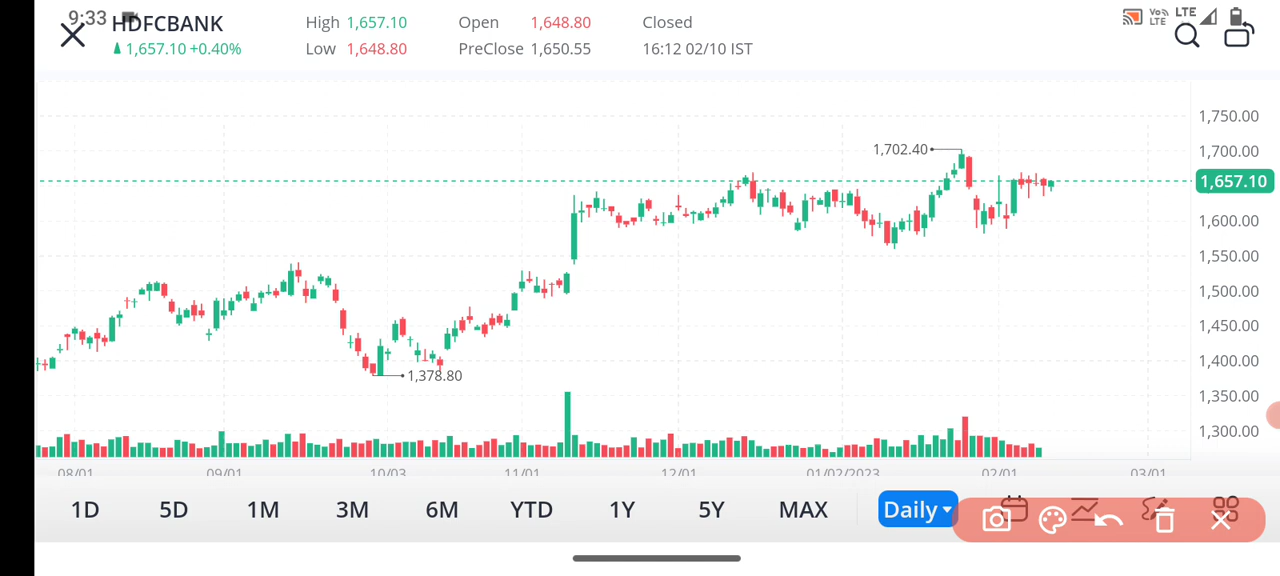 9:33
HDFCBANK
1,657.10 +0.40%
High 1,657.10
Low 1,648.80
Open 1,648.80
PreClose 1,650.55
Closed
16:12 02/10 IST
Vo) LTE LTE
1,750.00
1,702.40
1,700.00
1,657.10
1,600.00
1,550.00
1,500.00
1,450.00
1,400.00
1,378.80
1,350.00
1,300.00
08/01 09/01 10/03 11/01 12/01 01/02/2023 02/01 03/01
1D 5D 1M 3M 6M YTD 1Y 5Y MAX Daily